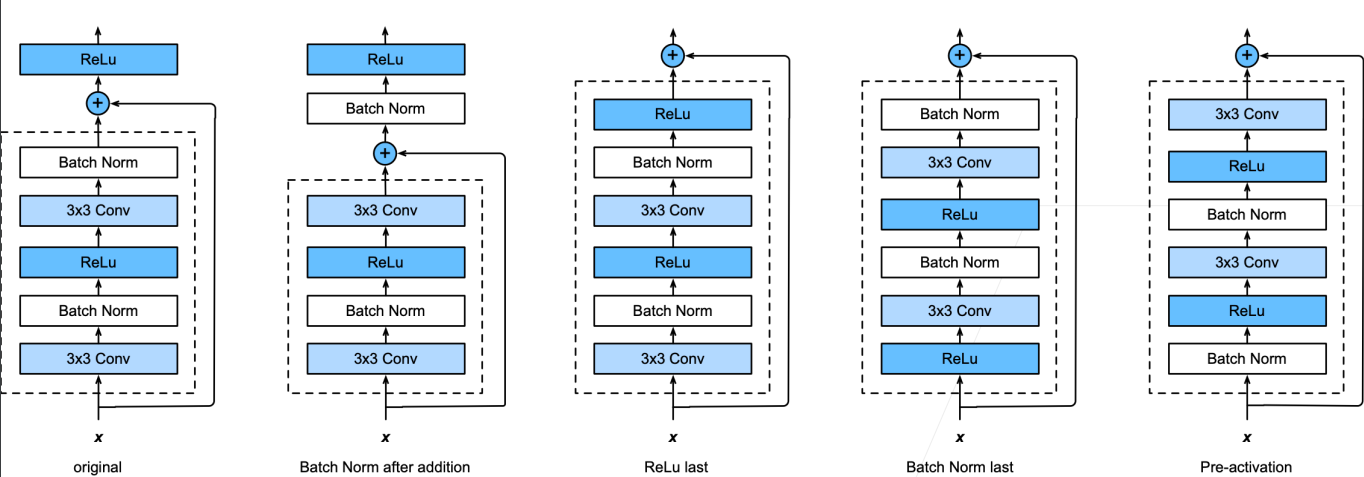 ReLu
+
Batch Norm
3x3 Conv
ReLu
Batch Norm
3x3 Conv
x
original
ReLu
Batch Norm
+
3x3 Conv
ReLu
Batch Norm
3x3 Conv
x
Batch Norm after addition
+
ReLu
Batch Norm
3x3 Conv
ReLu
Batch Norm
3x3 Conv
x
ReLu last
+
Batch Norm
3x3 Conv
ReLu
Batch Norm
3x3 Conv
ReLu
x
Batch Norm last
+
3x3 Conv
ReLu
Batch Norm
3x3 Conv
ReLu
Batch Norm
x
Pre-activation